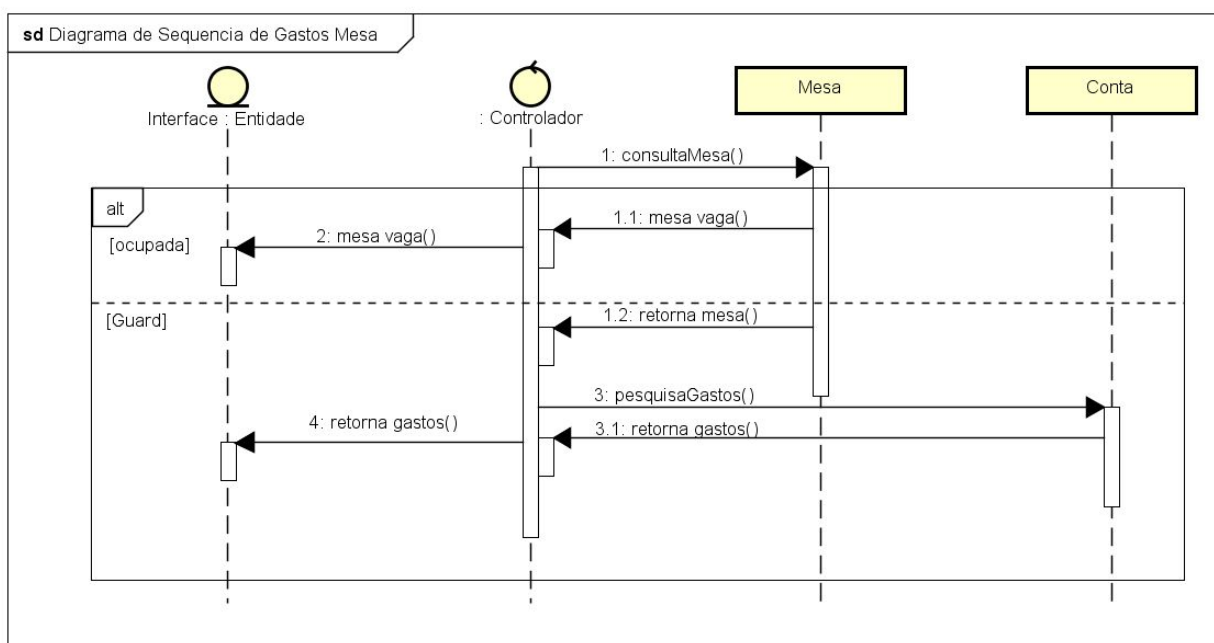 sd Diagrama de Sequencia de Gastos Mesa
Interface : Entidade
: Controlador
Mesa
Conta
1: consultaMesa()
alt
1.1: mesa vaga()
[ocupada]
2: mesa vaga()
[Guard]
1.2: retorna mesa()
3: pesquisaGastos()
4: retorna gastos()
3.1: retorna gastos()